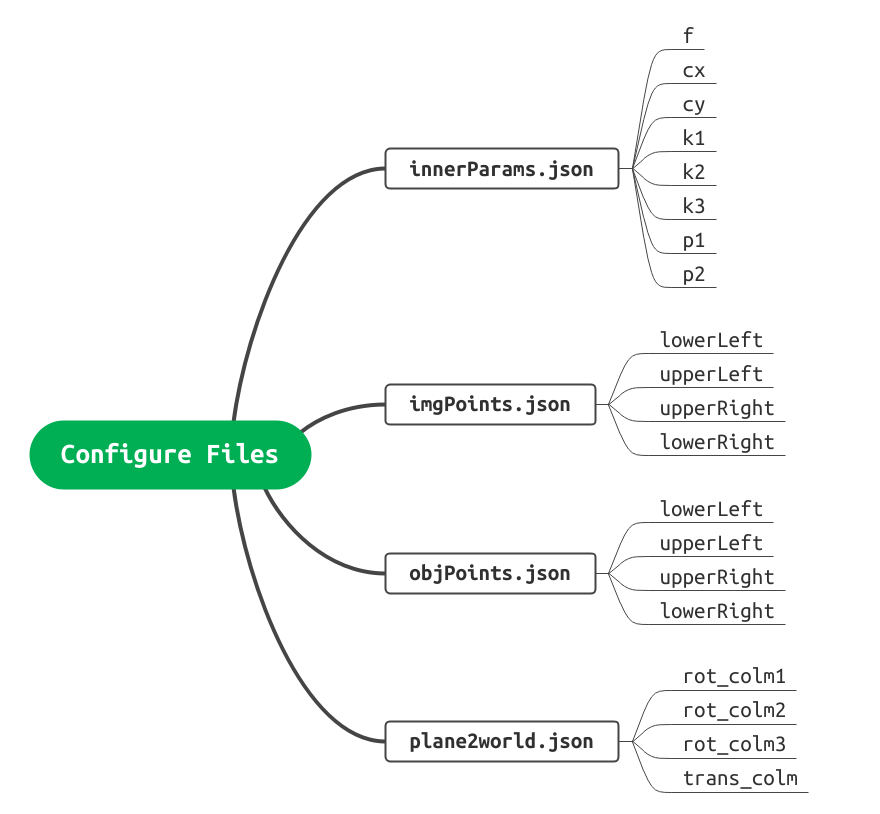 Configure Files
innerParams.json
f
cx
cy
k1
k2
k3
p1
p2
imgPoints.json
lowerLeft
upperLeft
upperRight
lowerRight
objPoints.json
lowerLeft
upperLeft
upperRight
lowerRight
plane2world.json
rot_colm1
rot_colm2
rot_colm3
trans_colm